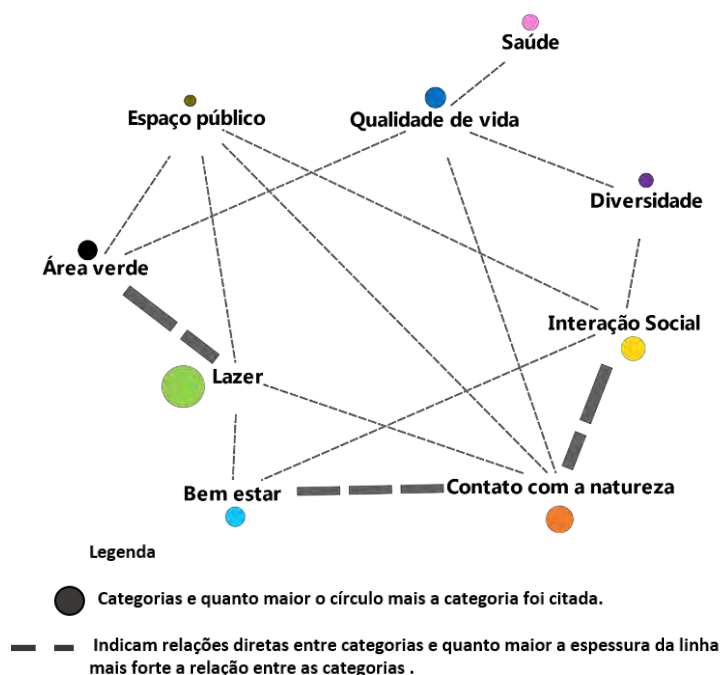 Saúde
Espaço público
Qualidade de vida
Diversidade
Área verde
Interação Social
Lazer
Bem estar
Contato com a natureza
Legenda
Categorias e quanto maior o círculo mais a categoria foi citada.
Indicam relações diretas entre categorias e quanto maior a espessura da linha
mais forte a relação entre as categorias .